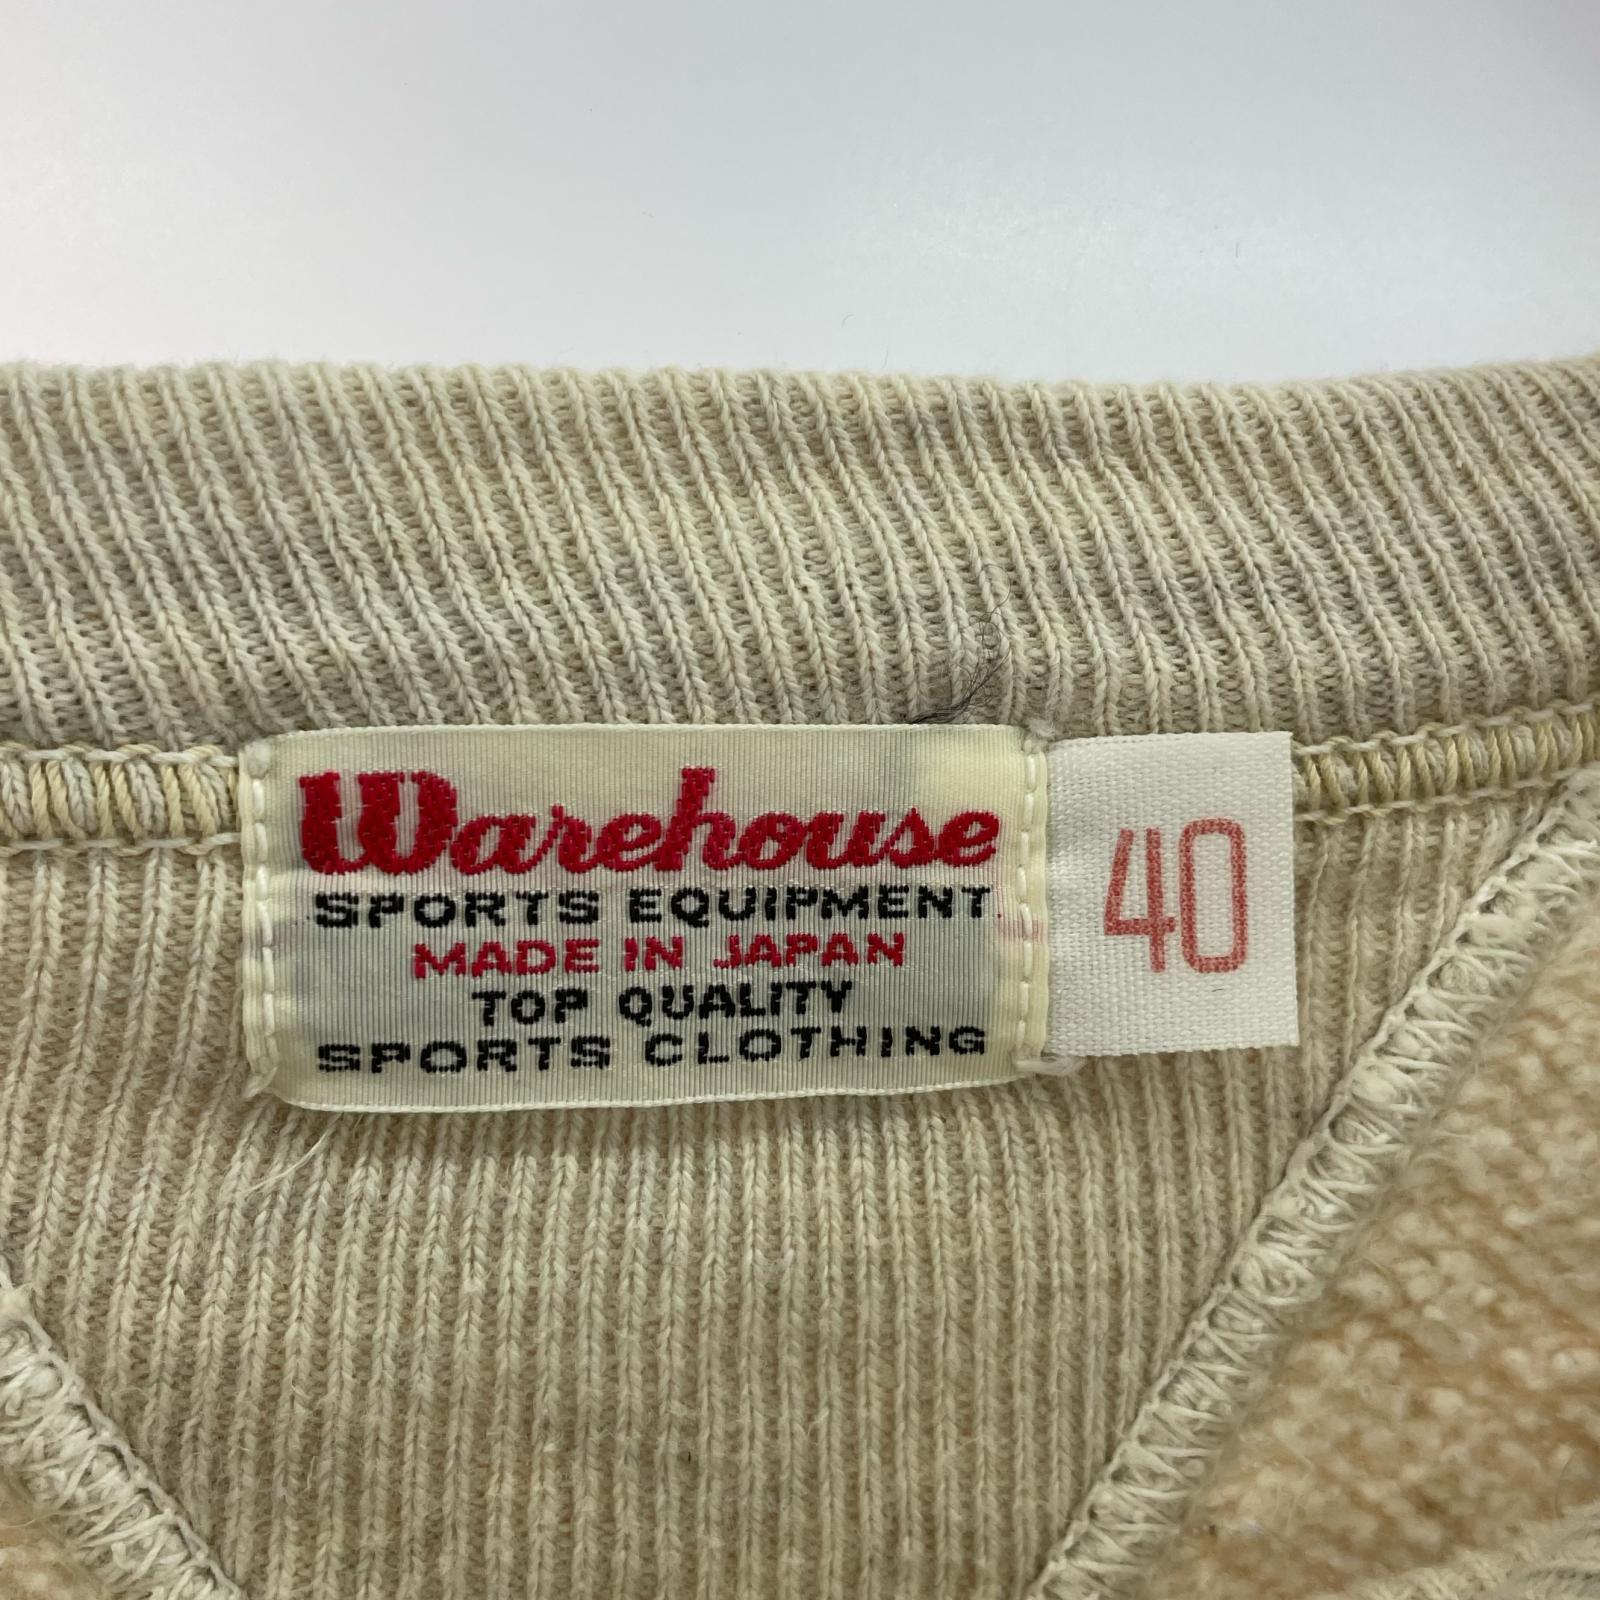 Warehouse
SPORTS EQUIPMENT
MADE IN JAPAN
TOP QUALITY
SPORTS CLOTHING
40